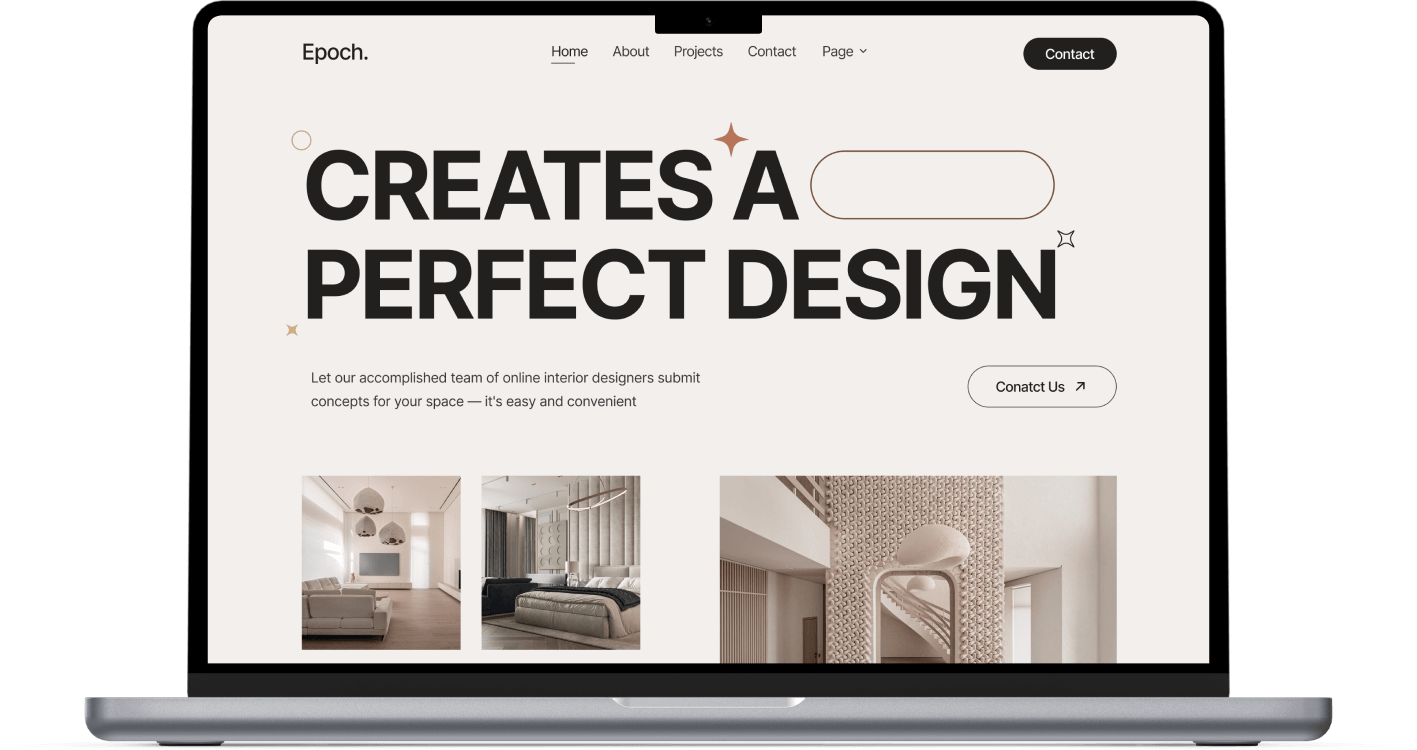 Epoch.
Home About Projects Contact Page
Contact
CREATES A
PERFECT DESIGN
Let our accomplished team of online interior designers submit
concepts for your space — it's easy and convenient
Conatct Us